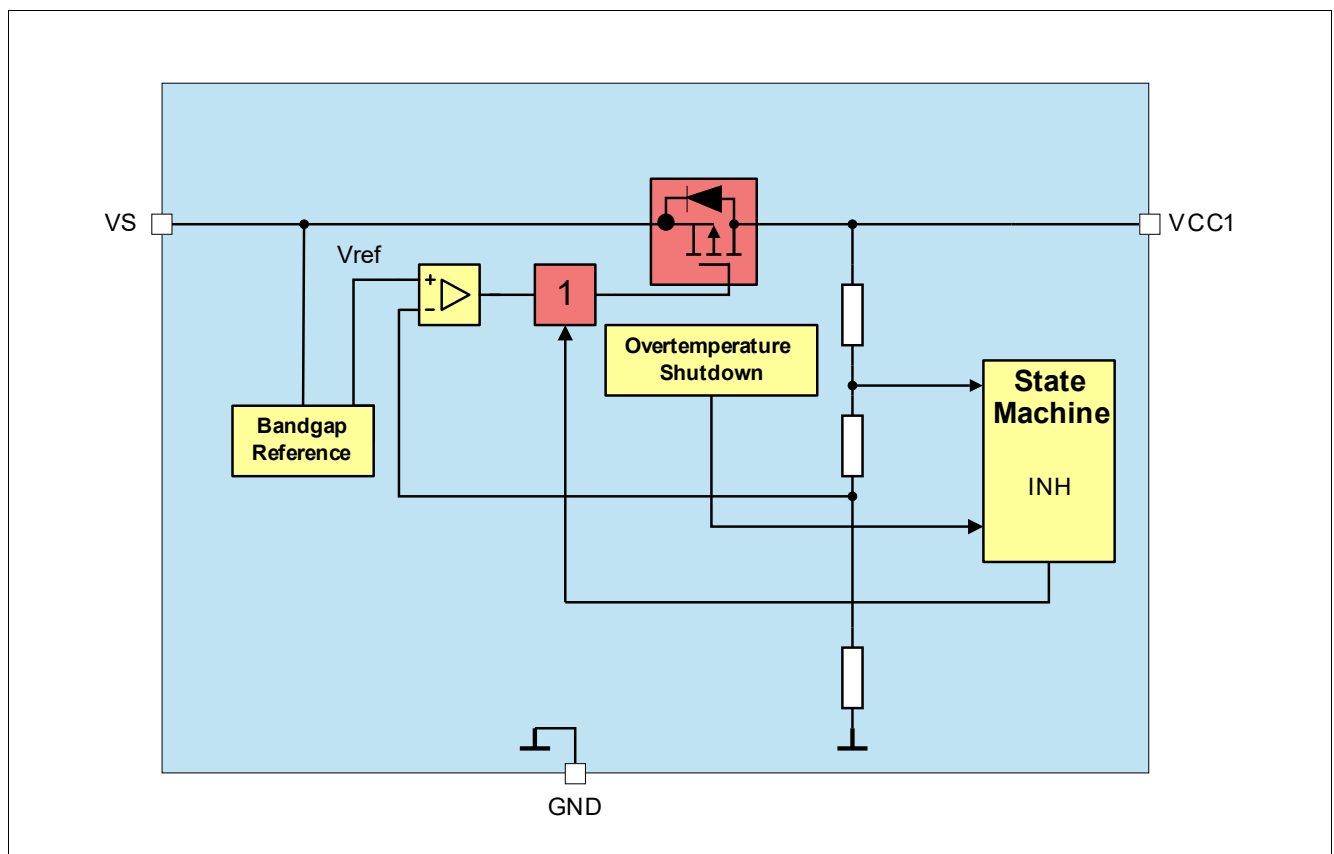 VS
VCC1
Vref
+
-
1
Overtemperature
Shutdown
State
Machine
INH
Bandgap
Reference
GND